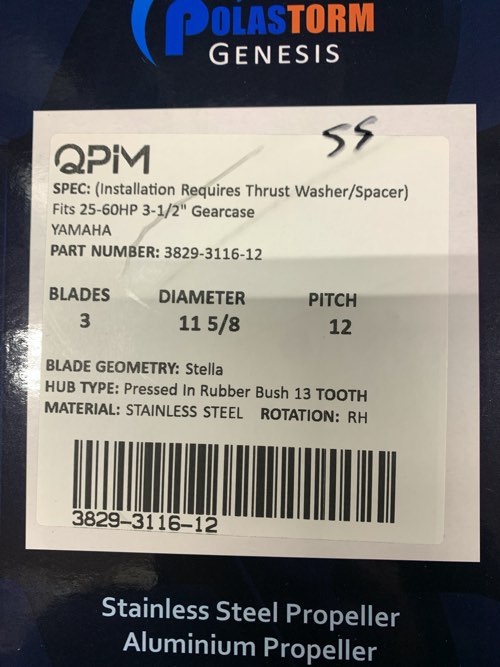 POLASTORM
GENESIS
SS
QPiM
SPEC: (Installation Requires Thrust Washer/Spacer)
Fits 25-60HP 3-1/2" Gearcase
YAMAHA
PART NUMBER: 3829-3116-12
BLADES DIAMETER PITCH
3 11 5/8 12
BLADE GEOMETRY: Stella
HUB TYPE: Pressed In Rubber Bush 13 TOOTH
MATERIAL: STAINLESS STEEL ROTATION: RH
3829-3116-12
Stainless Steel Propeller
Aluminium Propeller